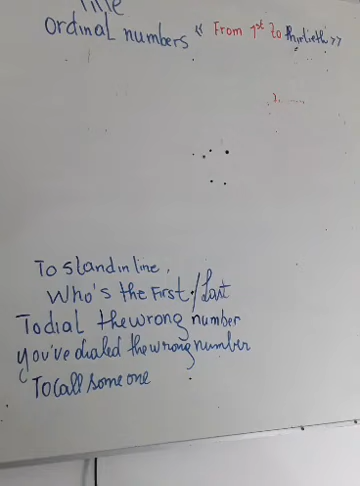 Title
ordinal numbers << From 1st to thirtieth >>
1. ......
To stand in line,
Who's the First / Last
To dial the wrong number
you've dialed the wrong number
To call some one